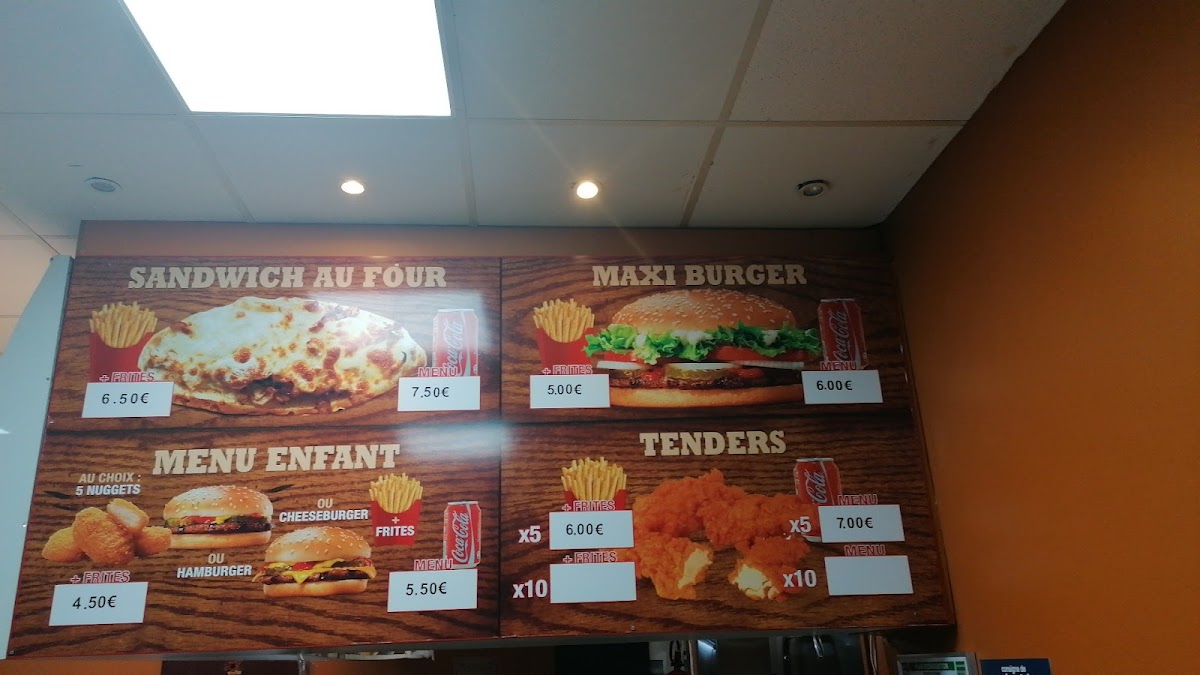 SANDWICH AU FOUR
+ FRITES
6.50€
Coca-Cola
MENU
7.50€
MAXI BURGER
+ FRITES
5.00€
Coca-Cola
MENU
6.00€
MENU ENFANT
AU CHOIX :
5 NUGGETS
OU
CHEESEBURGER
OU
HAMBURGER
+
FRITES
+ FRITES
4.50€
Coca-Cola
MENU
5.50€
TENDERS
+ FRITES
x5
6.00€
+ FRITES
x10
Coca-Cola
MENU
x5
7.00€
MENU
x10
consigne de